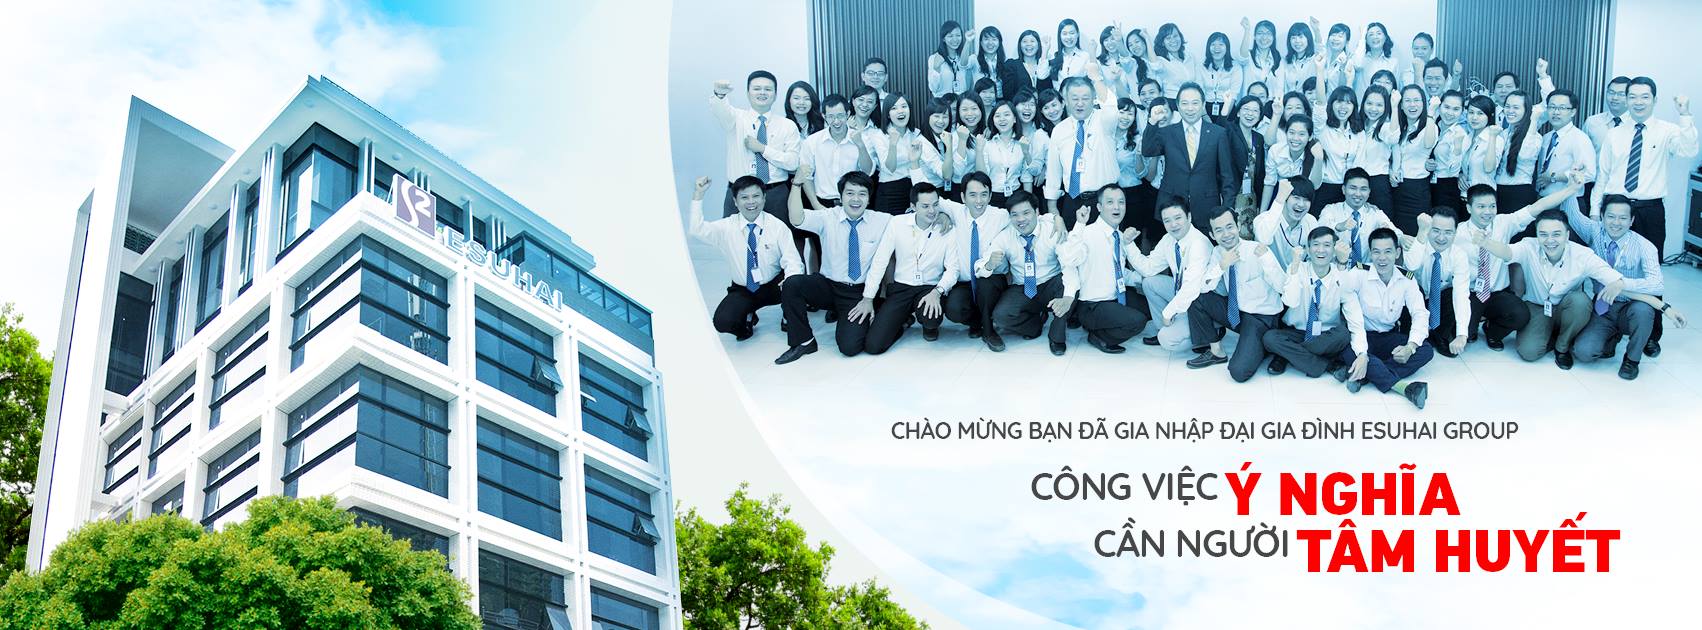 S2
ESUHAI
CHÀO MỪNG BẠN ĐÃ GIA NHẬP ĐẠI GIA ĐÌNH ESUHAI GROUP
CÔNG VIỆC Ý NGHĨA
CẦN NGƯỜI TÂM HUYẾT